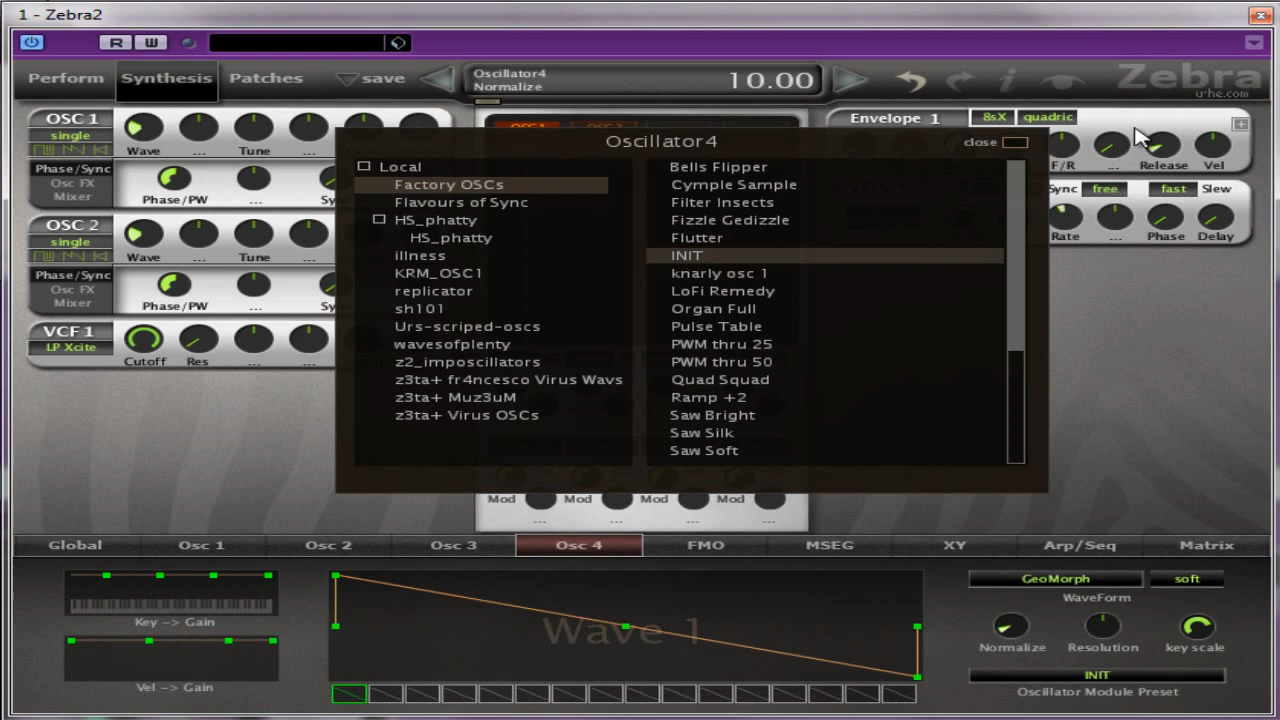 1 - Zebra2
R W
Perform Synthesis Patches save
Oscillator4
Normalize
10.00
Zebra
u-he.com
OSC 1
single
Wave ... Tune
Phase/Sync
Osc FX
Mixer
Phase/PW ... Sy
OSC 2
single
Wave ... Tune
Phase/Sync
Osc FX
Mixer
Phase/PW ... Sy
VCF 1
LP Xcite
Cutoff Res ... ...
Oscillator4
close
Local
Factory OSCs
Flavours of Sync
HS_phatty
HS_phatty
illness
KRM_OSC1
replicator
sh101
Urs-scriped-oscs
wavesofplenty
z2_imposcillators
z3ta+ fr4ncesco Virus Wavs
z3ta+ Muz3uM
z3ta+ Virus OSCs
Bells Flipper
Cymple Sample
Filter Insects
Fizzle Gedizzle
Flutter
INIT
knarly osc 1
LoFi Remedy
Organ Full
Pulse Table
PWM thru 25
PWM thru 50
Quad Squad
Ramp +2
Saw Bright
Saw Silk
Saw Soft
Envelope 1 8sX quadric
F/R ... Release Vel
Sync free fast Slew
Rate ... Phase Delay
Mod Mod Mod Mod
... ... ... ...
Global Osc 1 Osc 2 Osc 3 Osc 4 FMO MSEG XY Arp/Seq Matrix
Key -> Gain
Vel -> Gain
Wave 1
GeoMorph soft
WaveForm
Normalize Resolution key scale
INIT
Oscillator Module Preset